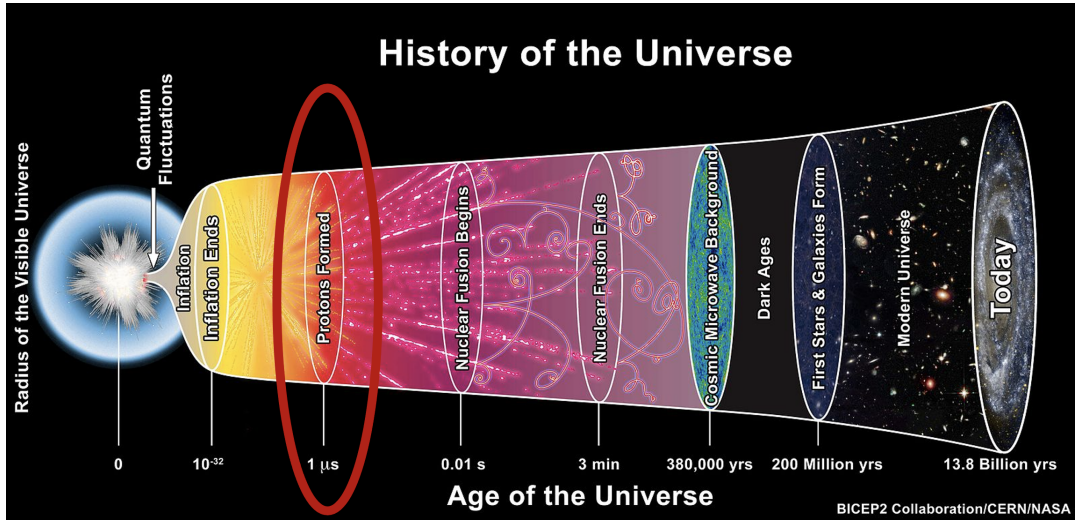 History of the Universe
Radius of the Visible Universe
Quantum
Fluctuations
Inflation
Inflation Ends
Protons Formed
Nuclear Fusion Begins
Nuclear Fusion Ends
Cosmic Microwave Background
Dark Ages
First Stars & Galaxies Form
Modern Universe
Today
0
10⁻³²
1 μs
0.01 s
3 min
380,000 yrs
200 Million yrs
13.8 Billion yrs
Age of the Universe
BICEP2 Collaboration/CERN/NASA